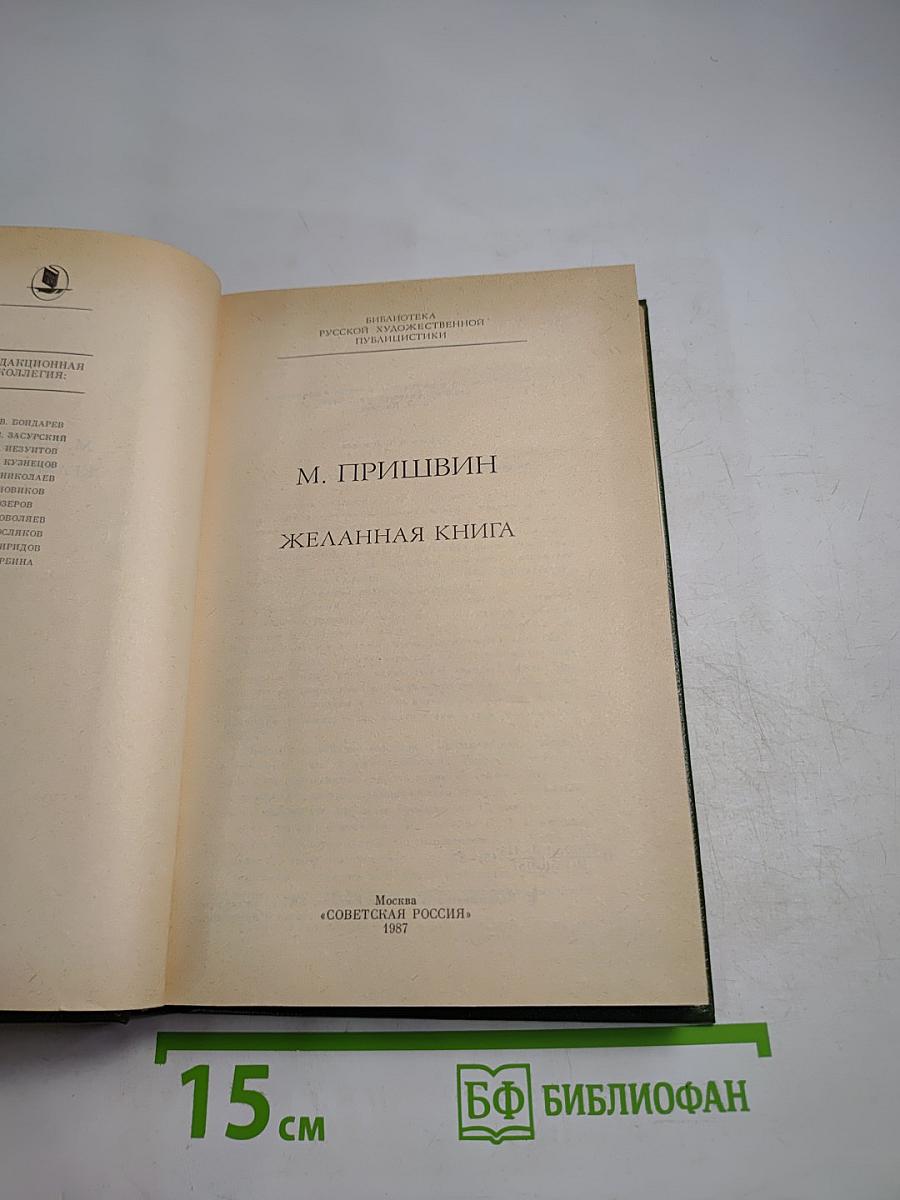 КОЛЛЕГИЯ:
В. БОНДАРЕВ
ЗАСУРСКИЙ
ИЕЗУИТОВ
КУЗНЕЦОВ
НИКОЛАЕВ
БИБЛИОТЕКА
РУССКОЙ ХУДОЖЕСТВЕННОЙ
ПУБЛИЦИСТИКИ
М. ПРИШВИН
ЖЕЛАННАЯ КНИГА
Москва
«СОВЕТСКАЯ РОССИЯ»
1987
15 см
БФ БИБЛИОФАН